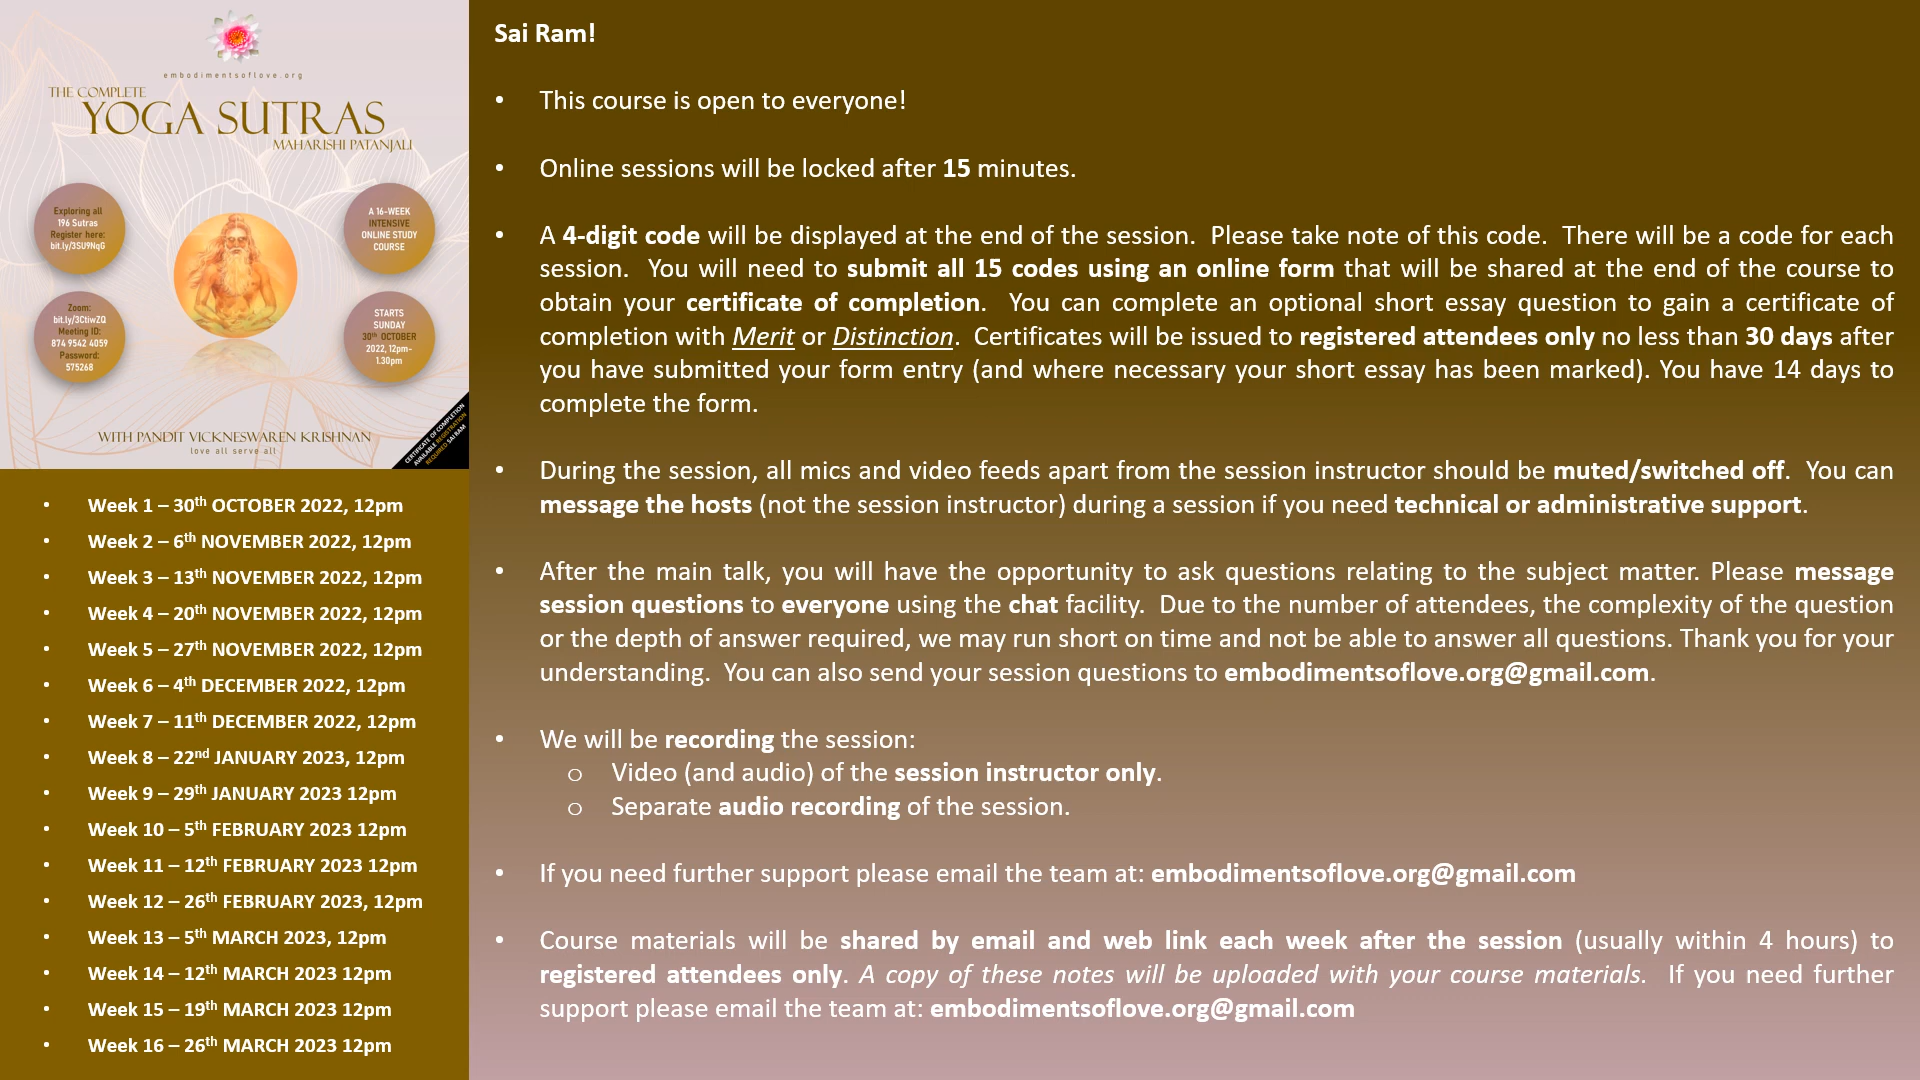 embodimentsoflove.org
THE COMPLETE
YOGA SUTRAS
MAHARISHI PATANJALI
Exploring all
196 Sutras
Register here:
bit.ly/3SU9NqG
A 16-WEEK
INTENSIVE
ONLINE STUDY
COURSE
Zoom:
bit.ly/3CtiwZQ
Meeting ID:
874 9542 4059
Password:
575268
STARTS
SUNDAY
30th OCTOBER
2022, 12pm-
1.30pm
WITH PANDIT VICKNESWAREN KRISHNAN
love all serve all
CERTIFICATE OF COMPLETION
AVAILABLE REGISTRATION
REQUIRED SAI RAM
• Week 1 – 30th OCTOBER 2022, 12pm
• Week 2 – 6th NOVEMBER 2022, 12pm
• Week 3 – 13th NOVEMBER 2022, 12pm
• Week 4 – 20th NOVEMBER 2022, 12pm
• Week 5 – 27th NOVEMBER 2022, 12pm
• Week 6 – 4th DECEMBER 2022, 12pm
• Week 7 – 11th DECEMBER 2022, 12pm
• Week 8 – 22nd JANUARY 2023, 12pm
• Week 9 – 29th JANUARY 2023 12pm
• Week 10 – 5th FEBRUARY 2023 12pm
• Week 11 – 12th FEBRUARY 2023 12pm
• Week 12 – 26th FEBRUARY 2023, 12pm
• Week 13 – 5th MARCH 2023, 12pm
• Week 14 – 12th MARCH 2023 12pm
• Week 15 – 19th MARCH 2023 12pm
• Week 16 – 26th MARCH 2023 12pm
Sai Ram!
• This course is open to everyone!
• Online sessions will be locked after 15 minutes.
• A 4-digit code will be displayed at the end of the session. Please take note of this code. There will be a code for each
session. You will need to submit all 15 codes using an online form that will be shared at the end of the course to
obtain your certificate of completion. You can complete an optional short essay question to gain a certificate of
completion with Merit or Distinction. Certificates will be issued to registered attendees only no less than 30 days after
you have submitted your form entry (and where necessary your short essay has been marked). You have 14 days to
complete the form.
• During the session, all mics and video feeds apart from the session instructor should be muted/switched off. You can
message the hosts (not the session instructor) during a session if you need technical or administrative support.
• After the main talk, you will have the opportunity to ask questions relating to the subject matter. Please message
session questions to everyone using the chat facility. Due to the number of attendees, the complexity of the question
or the depth of answer required, we may run short on time and not be able to answer all questions. Thank you for your
understanding. You can also send your session questions to embodimentsoflove.org@gmail.com.
• We will be recording the session:
o Video (and audio) of the session instructor only.
o Separate audio recording of the session.
• If you need further support please email the team at: embodimentsoflove.org@gmail.com
• Course materials will be shared by email and web link each week after the session (usually within 4 hours) to
registered attendees only. A copy of these notes will be uploaded with your course materials. If you need further
support please email the team at: embodimentsoflove.org@gmail.com